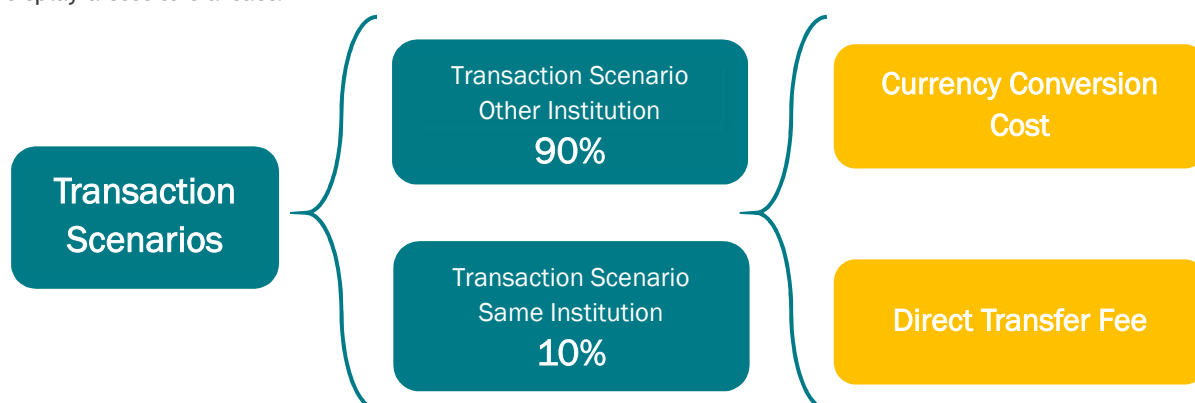 Transaction
Scenarios
Transaction Scenario
Other Institution
90%
Transaction Scenario
Same Institution
10%
Currency Conversion
Cost
Direct Transfer Fee